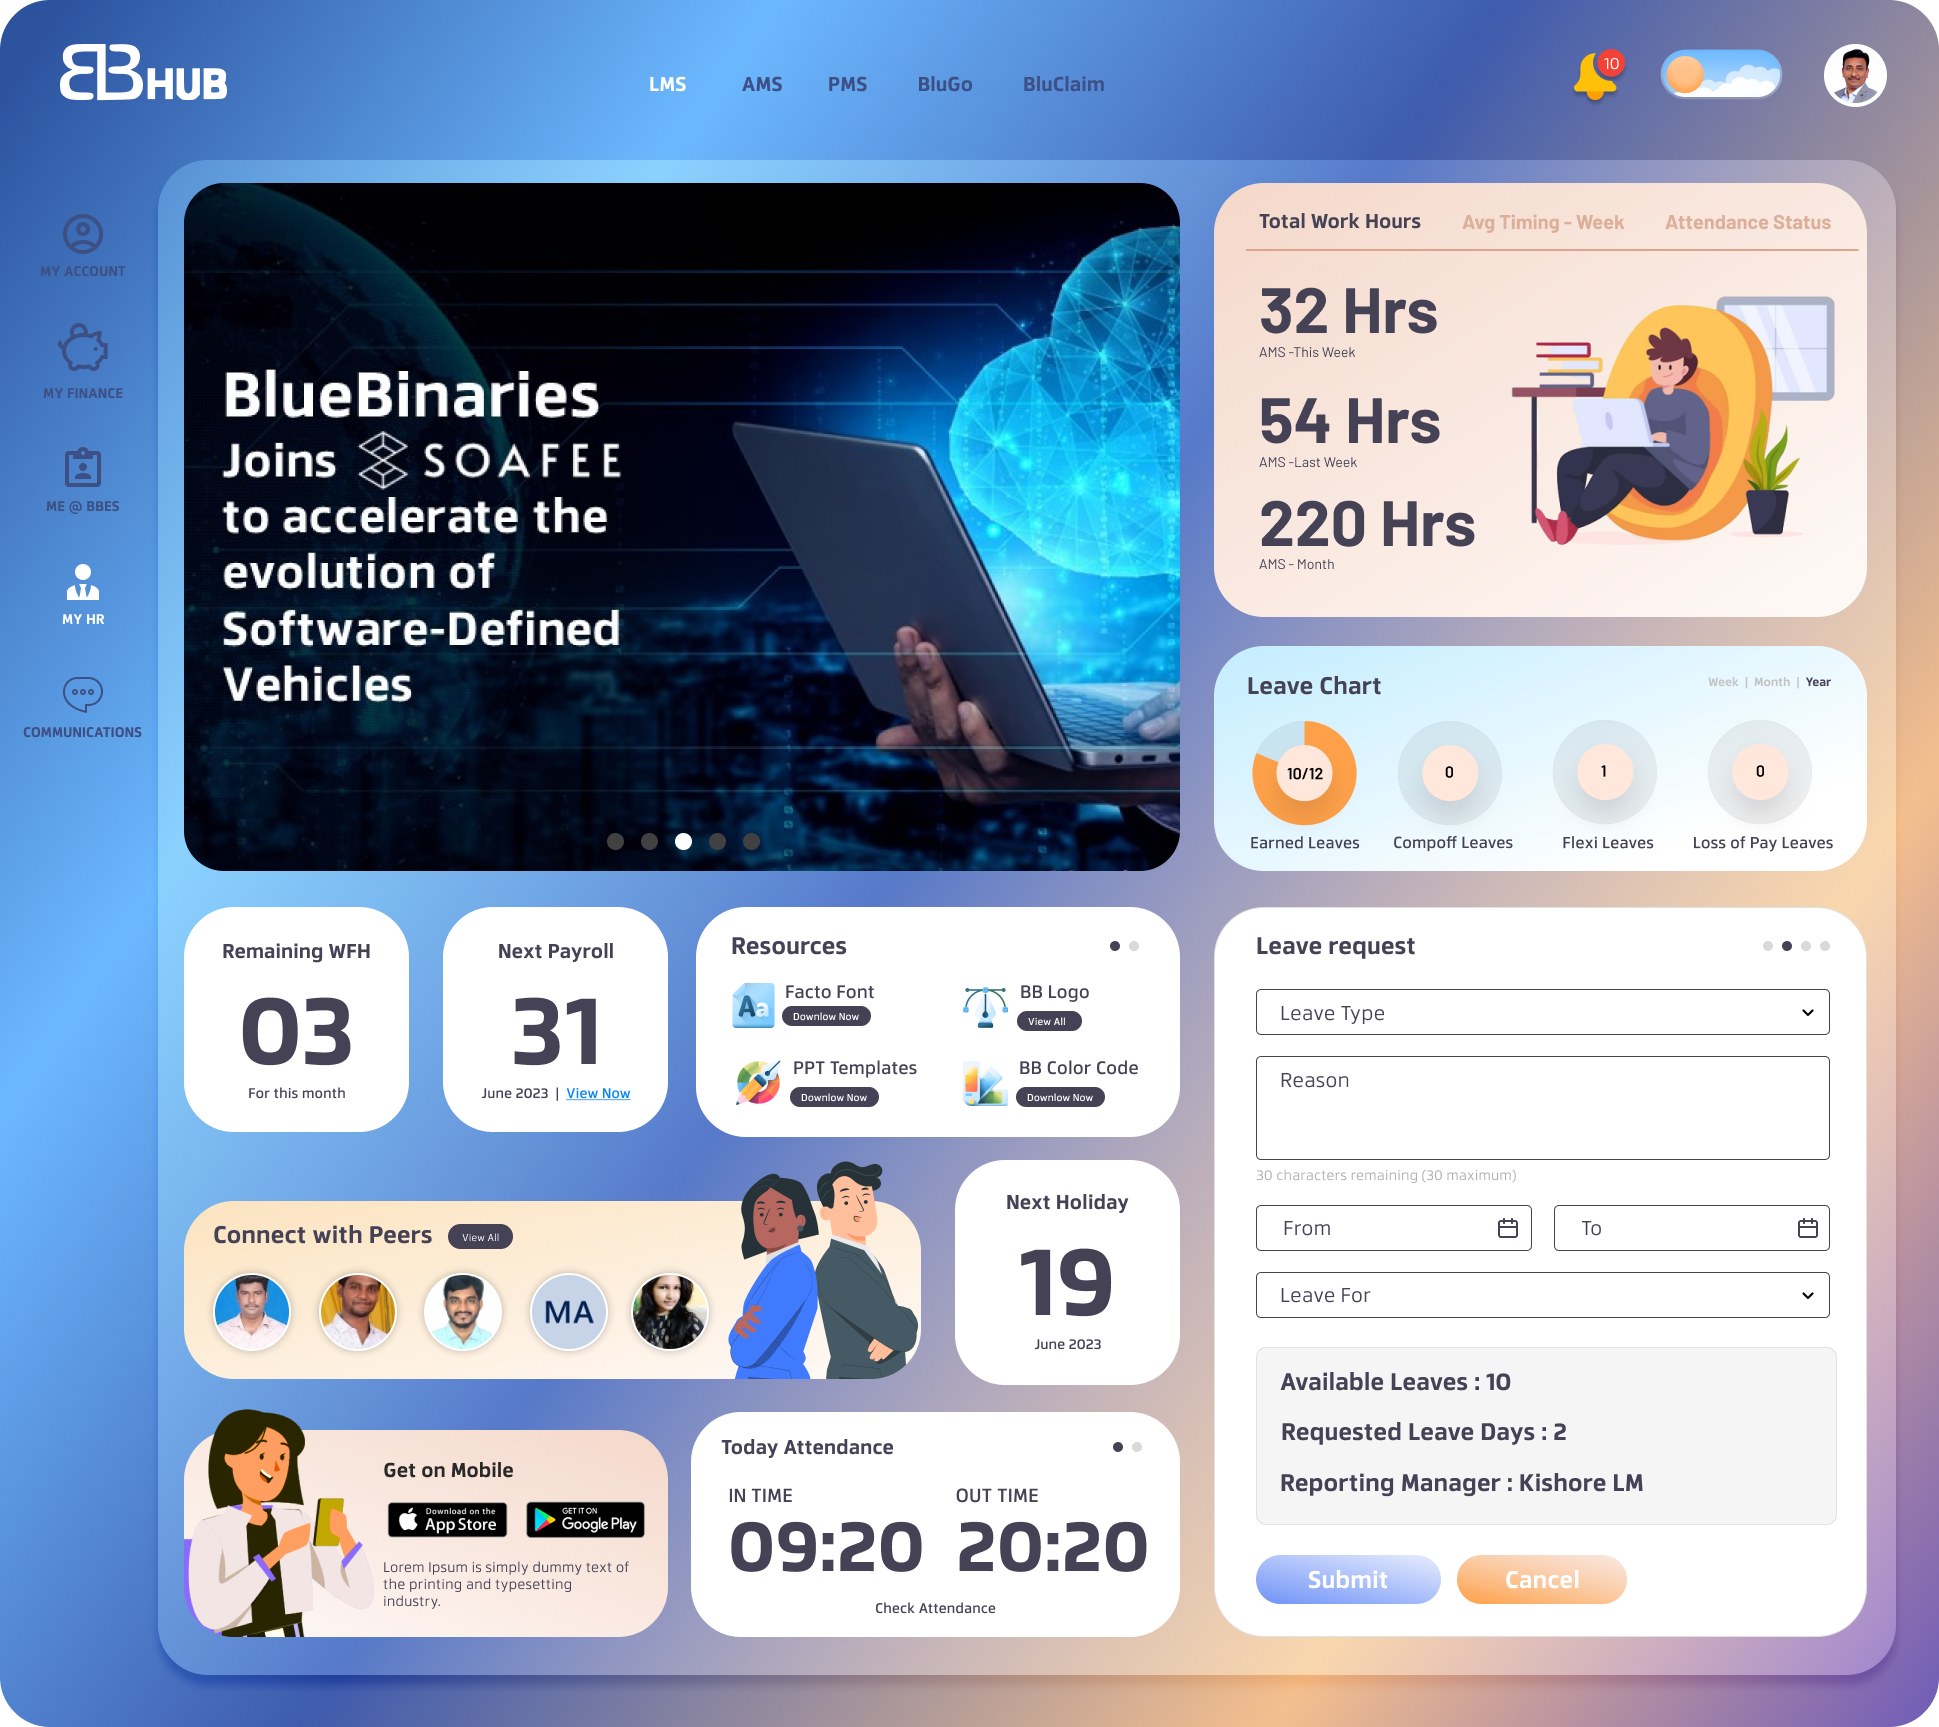 BBHUB
LMS
AMS
PMS
BluGo
BluClaim
10
MY ACCOUNT
MY FINANCE
ME @ BBES
MY HR
COMMUNICATIONS
BlueBinaries
Joins SOAFEE
to accelerate the
evolution of
Software-Defined
Vehicles
Total Work Hours
Avg Timing - Week
Attendance Status
32 Hrs
AMS -This Week
54 Hrs
AMS -Last Week
220 Hrs
AMS - Month
Leave Chart
Week | Month | Year
10/12
0
1
0
Earned Leaves
Compoff Leaves
Flexi Leaves
Loss of Pay Leaves
Remaining WFH
03
For this month
Next Payroll
31
June 2023 | View Now
Resources
Aa
Facto Font
Downlow Now
BB Logo
View All
PPT Templates
Downlow Now
BB Color Code
Downlow Now
Connect with Peers
View All
MA
Next Holiday
19
June 2023
Get on Mobile
Download on the
App Store
GET IT ON
Google Play
Lorem Ipsum is simply dummy text of
the printing and typesetting
industry.
Today Attendance
IN TIME
09:20
OUT TIME
20:20
Check Attendance
Leave request
Leave Type
Reason
30 characters remaining (30 maximum)
From
To
Leave For
Available Leaves : 10
Requested Leave Days : 2
Reporting Manager : Kishore LM
Submit
Cancel